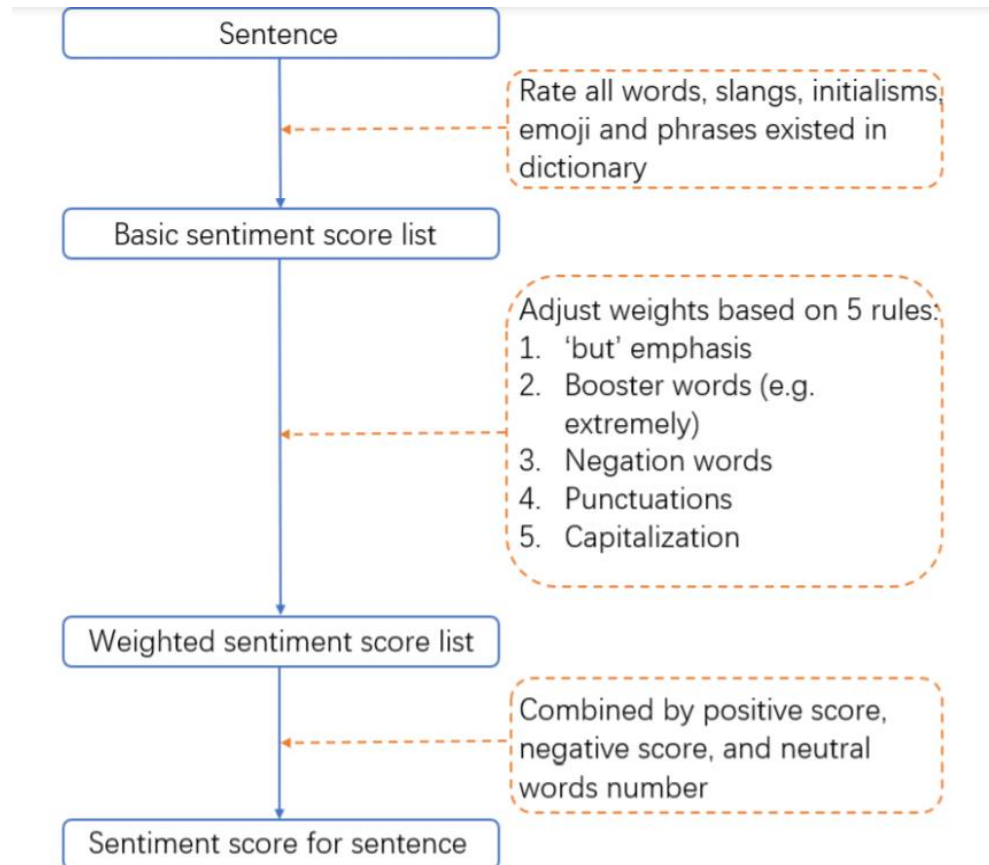 Sentence
Rate all words, slangs, initialisms,
emoji and phrases existed in
dictionary
Basic sentiment score list
Adjust weights based on 5 rules:
1. ‘but’ emphasis
2. Booster words (e.g.
extremely)
3. Negation words
4. Punctuations
5. Capitalization
Weighted sentiment score list
Combined by positive score,
negative score, and neutral
words number
Sentiment score for sentence